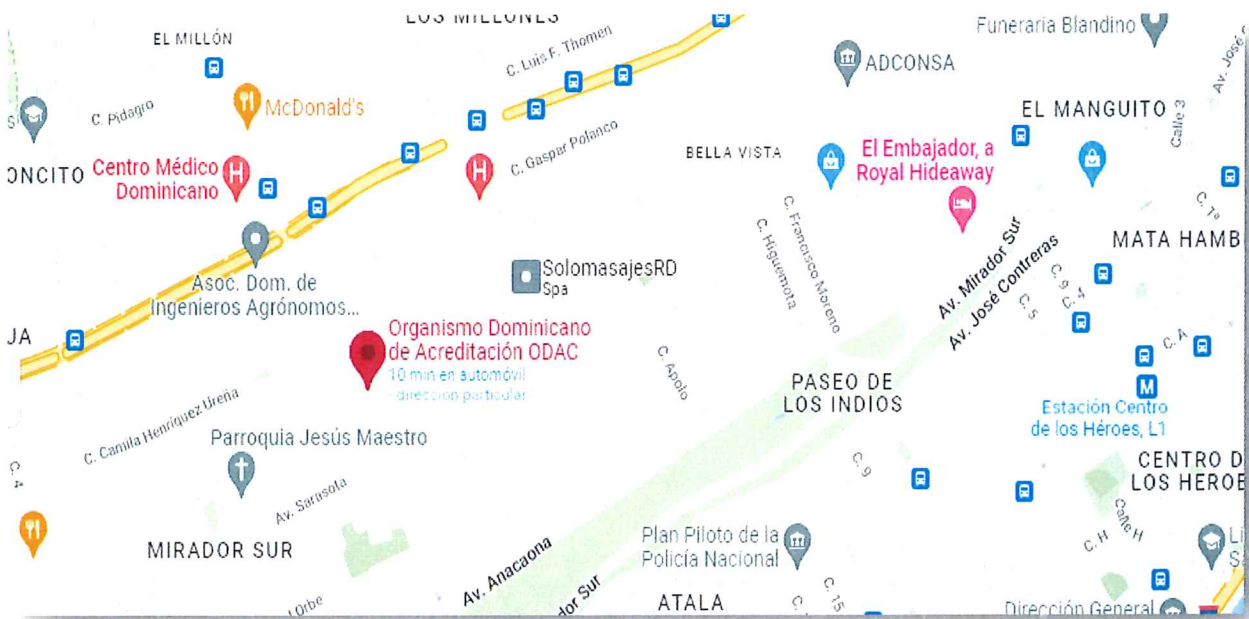 LOS MILLONES
Funeraria Blandino
EL MILLÓN
C. Luis F. Thomen
ADCONSA
Av. José
C. Pidagro
McDonald's
EL MANGUITO
Calle 3
C. Gaspar Polanco
BELLA VISTA
El Embajador, a
Royal Hideaway
ONCITO
Centro Médico
Dominicano
C. 1ª
C. Francisco Moreno
C. Higuemota
MATA HAMB
Av. Mirador Sur
Av. José Contreras
SolomasajesRD
Spa
Asoc. Dom. de
Ingenieros Agrónomos...
C. 9
C. 4
C. 5
JA
Organismo Dominicano
de Acreditación ODAC
10 min en automóvil
- dirección particular
C. Apolo
C. A
PASEO DE
LOS INDIOS
M
Estación Centro
de los Héroes, L1
C. Camila Henríquez Ureña
Parroquia Jesús Maestro
C. 4
C. 9
CENTRO D
LOS HEROE
Av. Sarasota
Calle H
C. H
MIRADOR SUR
Plan Piloto de la
Policía Nacional
Li
Av. Anacaona
dor Sur
Orbe
ATALA
C. 15
Dirección General